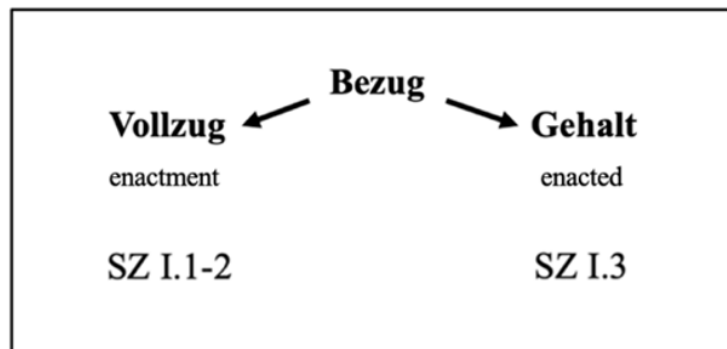 Bezug
Vollzug Gehalt
enactment enacted
SZ I.1-2 SZ I.3